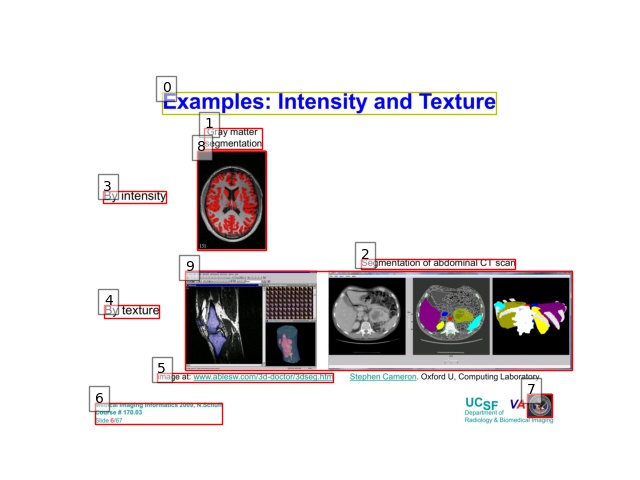 0
Examples: Intensity and Texture
1
Gray matter
8
segmentation
3
By intensity
151
2
Segmentation of abdominal CT scan
9
4
By texture
5
Image at: www.ablesw.com/3d-doctor/3dseg.htm
Stephen Cameron. Oxford U, Computing Laboratory
6
Medical Imaging Informatics 2009, N.Schuff
Course # 170.03
Slide 6/67
7
UCSF VA
Department of
Radiology & Biomedical Imaging